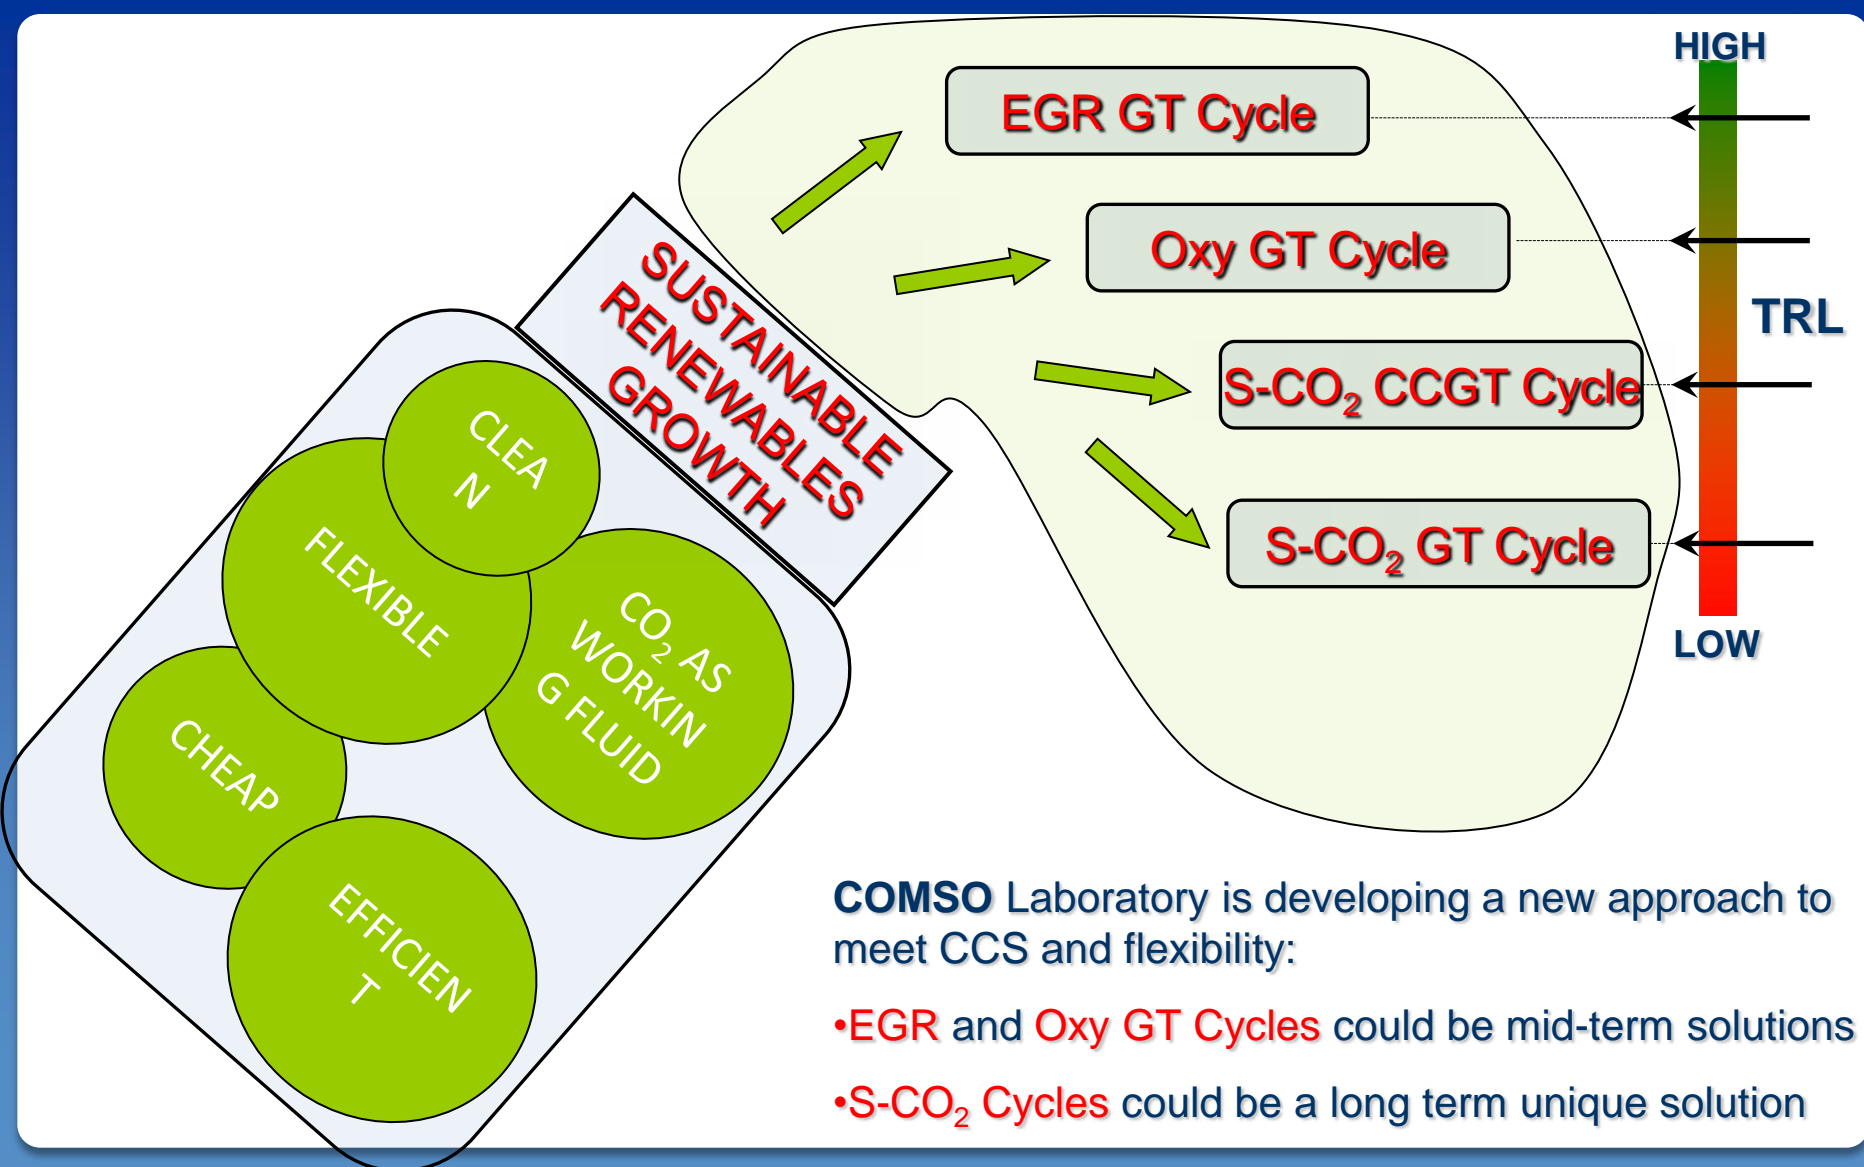 HIGH
EGR GT Cycle
Oxy GT Cycle
TRL
S-CO₂ CCGT Cycle
S-CO₂ GT Cycle
LOW
SUSTAINABLE
RENEWABLES
GROWTH
CLEA
N
FLEXIBLE
CO₂ AS
WORKIN
G FLUID
CHEAP
EFFICIEN
T
COMSO Laboratory is developing a new approach to
meet CCS and flexibility:
•EGR and Oxy GT Cycles could be mid-term solutions
•S-CO₂ Cycles could be a long term unique solution